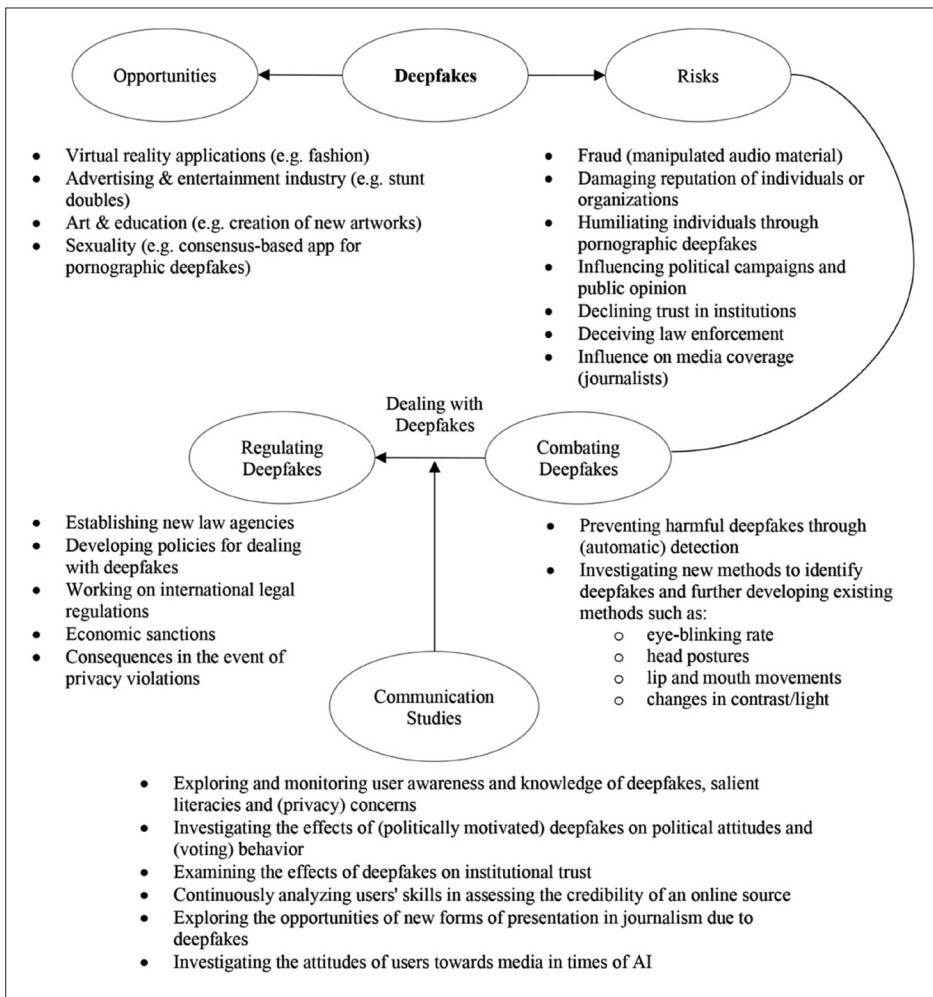 Opportunities
Deepfakes
Risks
• Virtual reality applications (e.g. fashion)
• Advertising & entertainment industry (e.g. stunt
doubles)
• Art & education (e.g. creation of new artworks)
• Sexuality (e.g. consensus-based app for
pornographic deepfakes)
• Fraud (manipulated audio material)
• Damaging reputation of individuals or
organizations
• Humiliating individuals through
pornographic deepfakes
• Influencing political campaigns and
public opinion
• Declining trust in institutions
• Deceiving law enforcement
• Influence on media coverage
(journalists)
Dealing with
Deepfakes
Regulating
Deepfakes
Combating
Deepfakes
• Establishing new law agencies
• Developing policies for dealing
with deepfakes
• Working on international legal
regulations
• Economic sanctions
• Consequences in the event of
privacy violations
• Preventing harmful deepfakes through
(automatic) detection
• Investigating new methods to identify
deepfakes and further developing existing
methods such as:
o eye-blinking rate
o head postures
o lip and mouth movements
o changes in contrast/light
Communication
Studies
• Exploring and monitoring user awareness and knowledge of deepfakes, salient
literacies and (privacy) concerns
• Investigating the effects of (politically motivated) deepfakes on political attitudes and
(voting) behavior
• Examining the effects of deepfakes on institutional trust
• Continuously analyzing users' skills in assessing the credibility of an online source
• Exploring the opportunities of new forms of presentation in journalism due to
deepfakes
• Investigating the attitudes of users towards media in times of AI